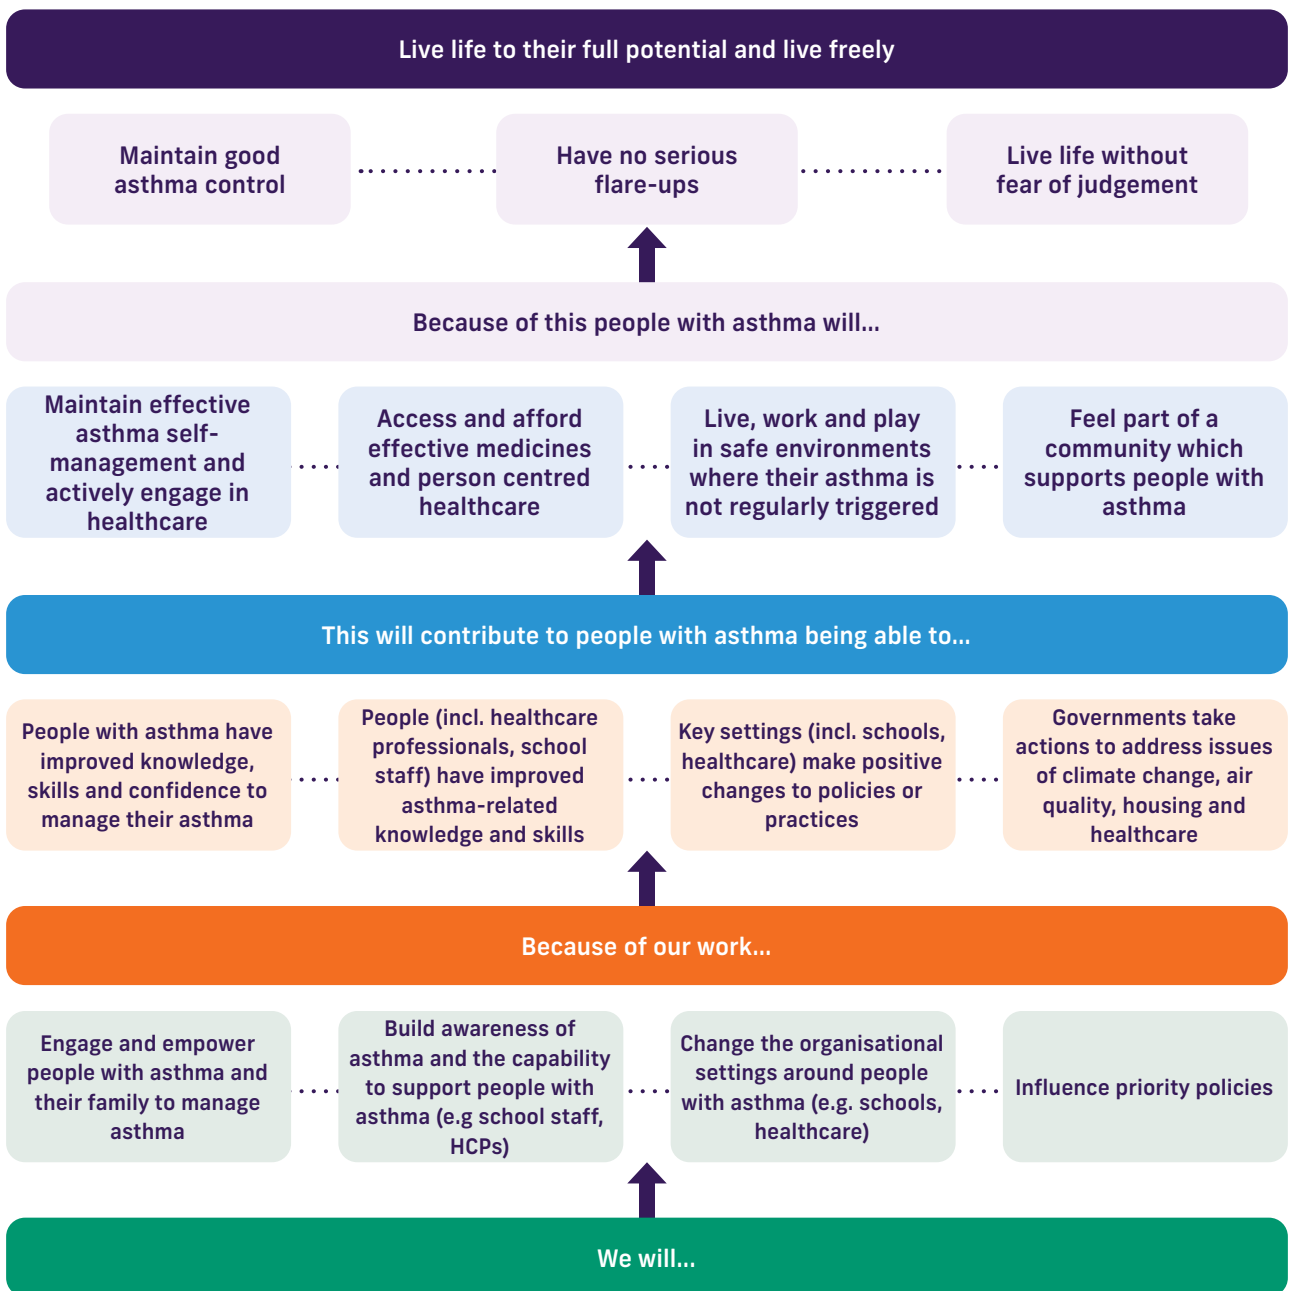 Live life to their full potential and live freely
Maintain good
asthma control
Have no serious
flare-ups
Live life without
fear of judgement
Because of this people with asthma will...
Maintain effective
asthma self-
management and
actively engage in
healthcare
Access and afford
effective medicines
and person centred
healthcare
Live, work and play
in safe environments
where their asthma is
not regularly triggered
Feel part of a
community which
supports people with
asthma
This will contribute to people with asthma being able to...
People with asthma have
improved knowledge,
skills and confidence to
manage their asthma
People (incl. healthcare
professionals, school
staff) have improved
asthma-related
knowledge and skills
Key settings (incl. schools,
healthcare) make positive
changes to policies or
practices
Governments take
actions to address issues
of climate change, air
quality, housing and
healthcare
Because of our work...
Engage and empower
people with asthma and
their family to manage
asthma
Build awareness of
asthma and the capability
to support people with
asthma (e.g school staff,
HCPs)
Change the organisational
settings around people
with asthma (e.g. schools,
healthcare)
Influence priority policies
We will...